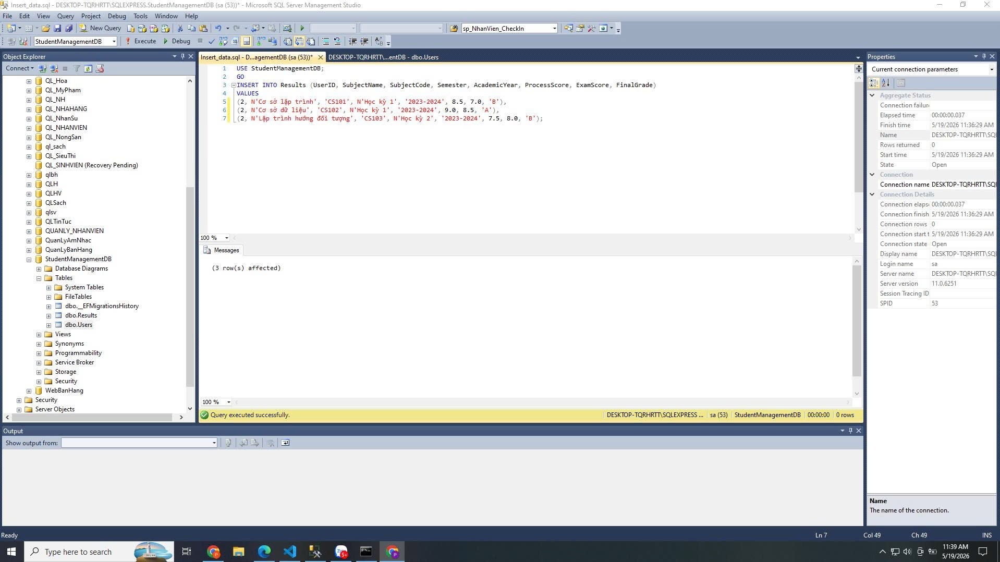 Insert_data.sql - DESKTOP-TQRHRTT\SQLEXPRESS.StudentManagementDB (sa (53))* - Microsoft SQL Server Management Studio
File Edit View Query Project Debug Tools Window Help
New Query
sp_NhanVien_CheckIn
StudentManagementDB
Execute
Debug
Object Explorer
Connect
QL_Hoa
QL_MyPham
QL_NH
QL_NHAHANG
QL_NhanSu
QL_NHANVIEN
QL_NongSan
ql_sach
QL_SieuThi
QL_SINHVIEN (Recovery Pending)
qlbh
QLH
QLHV
QLSach
qlsv
QLTinTuc
QUANLY_NHANVIEN
QuanLyAmNhac
QuanLyBanHang
StudentManagementDB
Database Diagrams
Tables
System Tables
FileTables
dbo.__EFMigrationsHistory
dbo.Results
dbo.Users
Views
Synonyms
Programmability
Service Broker
Storage
Security
WebBanHang
Security
Server Objects
Insert_data.sql - D...agementDB (sa (53))*
DESKTOP-TQRHRTT\...entDB - dbo.Users
1 USE StudentManagementDB;
2 GO
3 INSERT INTO Results (UserID, SubjectName, SubjectCode, Semester, AcademicYear, ProcessScore, ExamScore, FinalGrade)
4 VALUES
5 (2, N'Cơ sở lập trình', 'CS101', N'Học kỳ 1', '2023-2024', 8.5, 7.0, 'B'),
6 (2, N'Cơ sở dữ liệu', 'CS102', N'Học kỳ 1', '2023-2024', 9.0, 8.5, 'A'),
7 (2, N'Lập trình hướng đối tượng', 'CS103', N'Học kỳ 2', '2023-2024', 7.5, 8.0, 'B');
100 %
Messages
(3 row(s) affected)
100 %
Query executed successfully.
DESKTOP-TQRHRTT\SQLEXPRESS ...
sa (53)
StudentManagementDB
00:00:00
0 rows
Properties
Current connection parameters
Aggregate Status
Connection failure
Elapsed time 00:00:00.037
Finish time 5/19/2026 11:36:29 AM
Name DESKTOP-TQRHRTT\SQL
Rows returned 0
Start time 5/19/2026 11:36:29 AM
State Open
Connection
Connection name DESKTOP-TQRHRTT\SQL
Connection Details
Connection elapse 00:00:00.037
Connection finish 5/19/2026 11:36:29 AM
Connection rows 0
Connection start t 5/19/2026 11:36:29 AM
Connection state Open
Display name DESKTOP-TQRHRTT\SQL
Login name sa
Server name DESKTOP-TQRHRTT\SQL
Server version 11.0.6251
Session Tracing ID
SPID 53
Name
The name of the connection.
Output
Show output from:
Ready
Ln 7
Col 49
Ch 49
INS
Type here to search
Zalo
5+
11:39 AM
5/19/2026